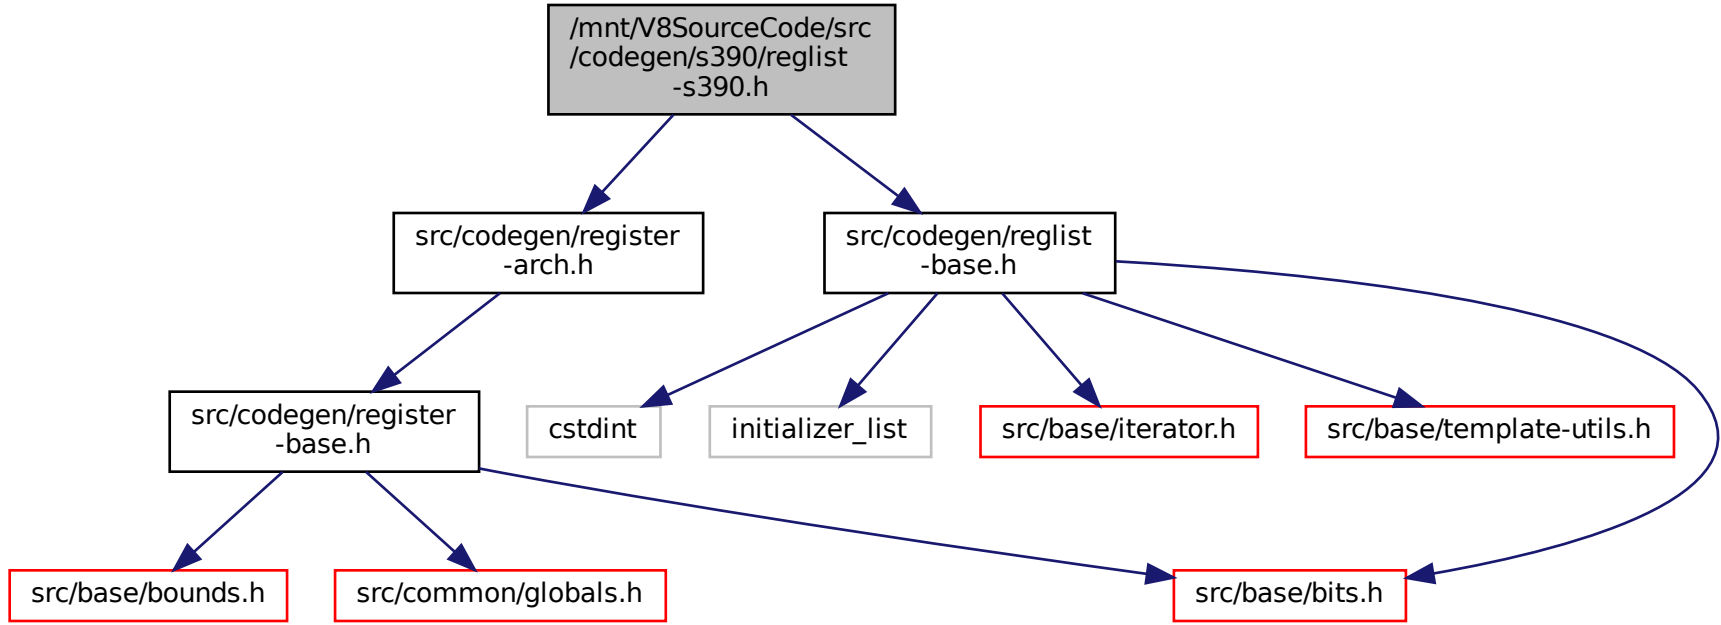 /mnt/V8SourceCode/src
/codegen/s390/reglist
-s390.h
src/codegen/register
-arch.h
src/codegen/reglist
-base.h
src/codegen/register
-base.h
cstdint
initializer_list
src/base/iterator.h
src/base/template-utils.h
src/base/bounds.h
src/common/globals.h
src/base/bits.h